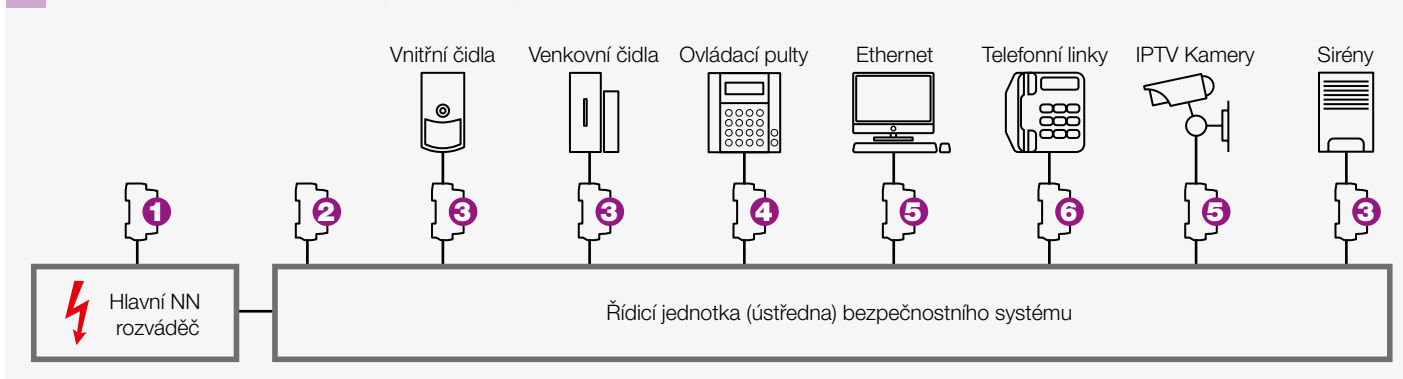 Vnitřní čidla
Venkovní čidla
Ovládací pulty
Ethernet
Telefonní linky
IPTV Kamery
Sirény
1
2
3
3
4
5
6
5
3
Hlavní NN
rozváděč
Řídicí jednotka (ústředna) bezpečnostního systému